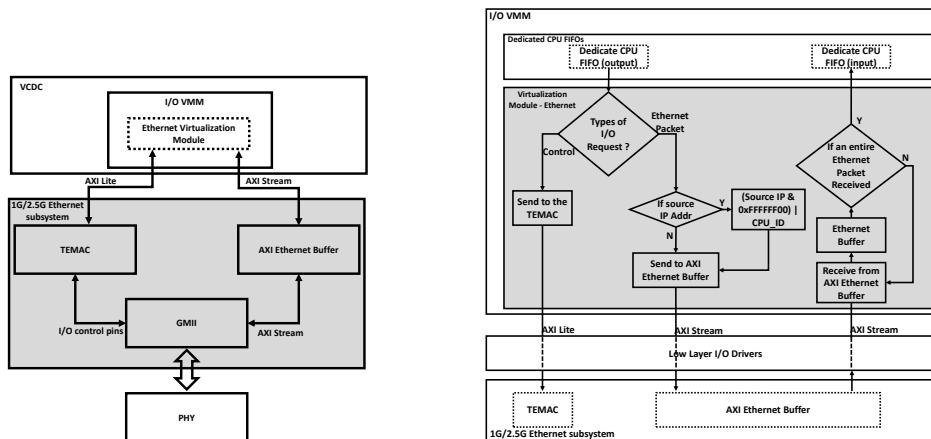 VCDC
I/O VMM
Ethernet Virtualization
Module
AXI Lite
AXI Stream
1G/2.5G Ethernet
subsystem
TEMAC
AXI Ethernet Buffer
GMII
I/O control pins
AXI Stream
PHY
I/O VMM
Dedicated CPU FIFOs
Dedicate CPU
FIFO (output)
Dedicate CPU
FIFO (input)
Virtualization
Module - Ethernet
Types of
I/O
Request ?
Ethernet
Packet
Control
Y
If an entire
Ethernet
Packet
Received
N
Send to the
TEMAC
If source
IP Addr
Y
(Source IP &
0xFFFFFF00) |
CPU_ID
N
Ethernet
Buffer
Send to AXI
Ethernet Buffer
Receive from
AXI Ethernet
Buffer
AXI Lite
AXI Stream
AXI Stream
Low Layer I/O Drivers
TEMAC
AXI Ethernet Buffer
1G/2.5G Ethernet subsystem